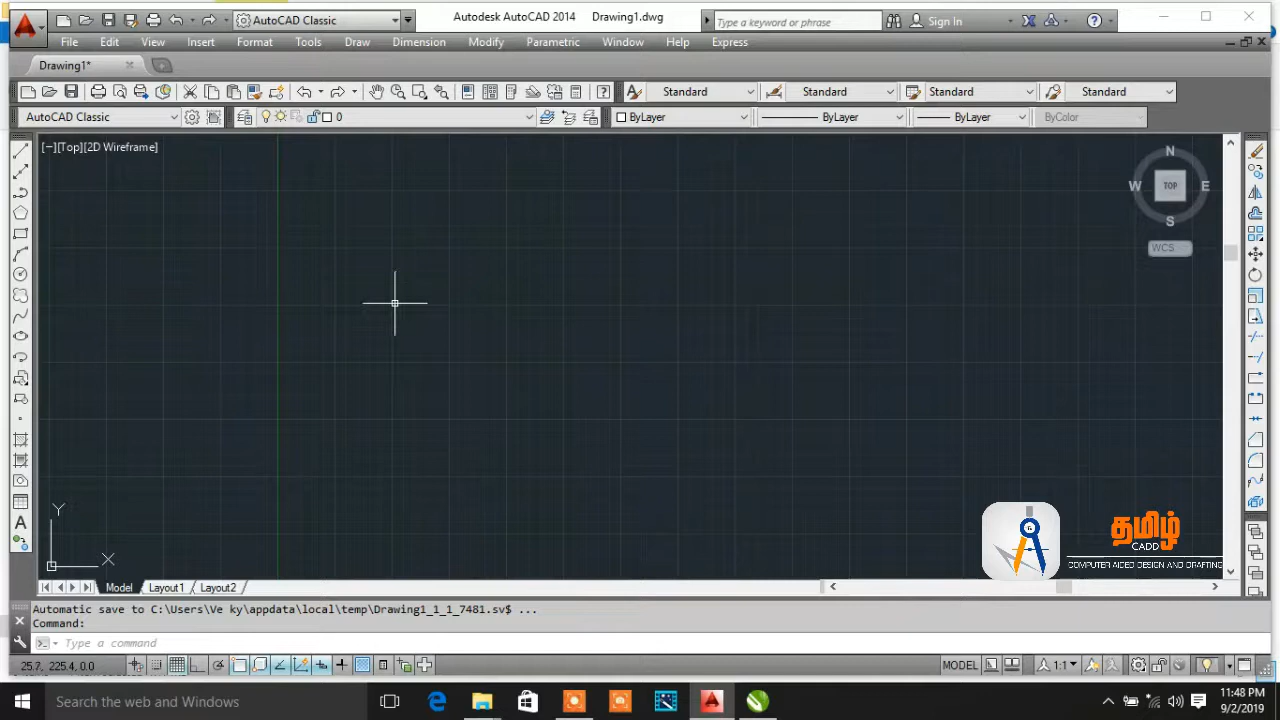 AutoCAD Classic
Autodesk AutoCAD 2014 Drawing1.dwg
Type a keyword or phrase
Sign In
File Edit View Insert Format Tools Draw Dimension Modify Parametric Window Help Express
Drawing1*
Standard Standard Standard Standard
AutoCAD Classic 0 ByLayer ByLayer ByLayer ByColor
[−][Top][2D Wireframe]
N
W TOP E
S
WCS
Y
X
தமிழ்
CADD
COMPUTER AIDED DESIGN AND DRAFTING
Model Layout1 Layout2
Automatic save to C:\Users\Ve ky\appdata\local\temp\Drawing1_1_1_7481.sv$ ...
Command:
Type a command
25.7, 225.4, 0.0 MODEL 1:1
Search the web and Windows
11:48 PM
9/2/2019